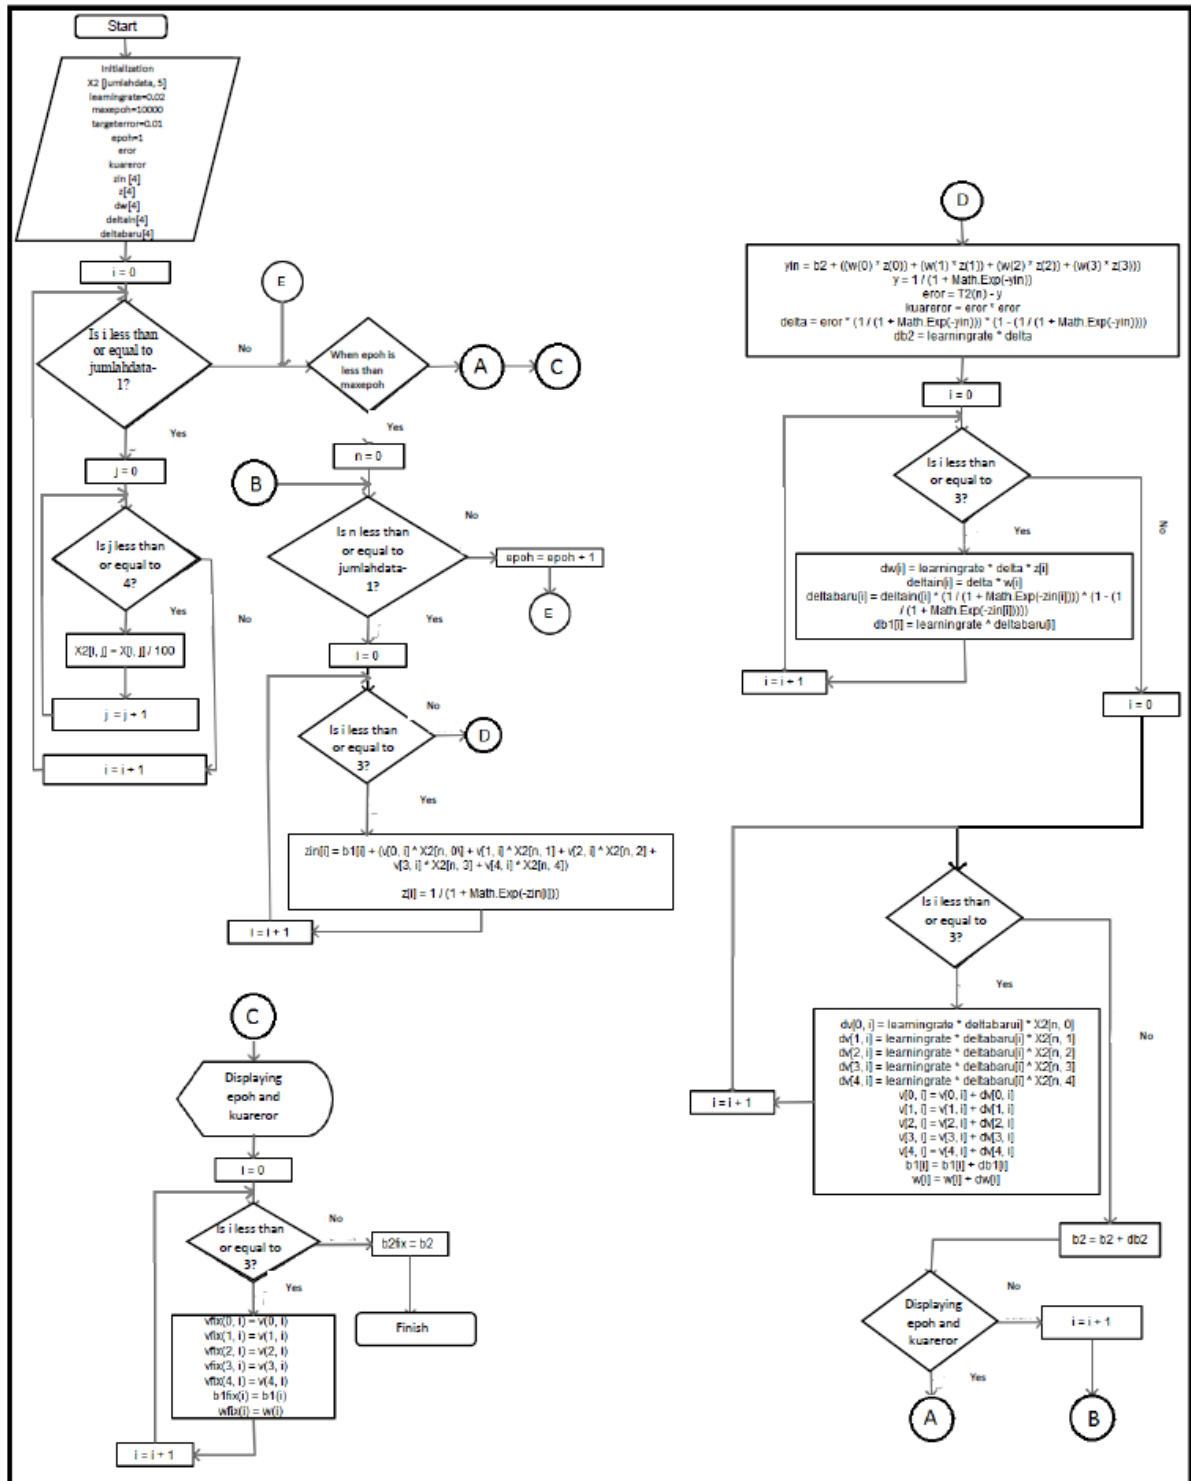 Start
Initialization
X2 [jumlahdata, 5]
learningrate=0.02
maxepoh=10000
targeterror=0.01
epoh=1
eror
kuareror
zin [4]
z[4]
dw[4]
deltain[4]
deltabaru[4]
i = 0
Is i less than
or equal to
jumlahdata-
1?
No
Yes
j = 0
Is j less than
or equal to
4?
Yes
No
X2[i, j] = X[i, j] / 100
j = j + 1
i = i + 1
E
When epoh is
less than
maxepoh
A
C
Yes
n = 0
B
No
Is n less than
or equal to
jumlahdata-
1?
epoh = epoh + 1
E
Yes
i = 0
No
Is i less than
or equal to
3?
D
Yes
zin[i] = b1[i] + (v[0, i] * X2[n, 0\] + v[1, i] * X2[n, 1] + v[2, i] * X2[n, 2] +
v[3, i] * X2[n, 3] + v[4, i] * X2[n, 4])
z[i] = 1 / (1 + Math.Exp(-zin[i]))
i = i + 1
C
Displaying
epoh and
kuareror
i = 0
No
Is i less than
or equal to
3?
b2fix = b2
Yes
Finish
vfix(0, i) = v(0, i)
vfix(1, i) = v(1, i)
vfix(2, i) = v(2, i)
vfix(3, i) = v(3, i)
vfix(4, i) = v(4, i)
b1fix(i) = b1(i)
wfix(i) = w(i)
i = i + 1
D
yin = b2 + ((w(0) * z(0)) + (w(1) * z(1)) + (w(2) * z(2)) + (w(3) * z(3)))
y = 1 / (1 + Math.Exp(-yin))
eror = T2(n) - y
kuareror = eror * eror
delta = eror * (1 / (1 + Math.Exp(-yin))) * (1 - (1 / (1 + Math.Exp(-yin))))
db2 = learningrate * delta
i = 0
Is i less than
or equal to
3?
No
Yes
dw[i] = learningrate * delta * z[i]
deltain[i] = delta * w[i]
deltabaru[i] = deltain([i] * (1 / (1 + Math.Exp(-zin[i]))) * (1 - (1
/ (1 + Math.Exp(-zin[i]))))
db1[i] = learningrate * deltabaru[i]
i = i + 1
i = 0
Is i less than
or equal to
3?
Yes
No
dv[0, i] = learningrate * deltabarui] * X2[n, 0]
dv[1, i] = learningrate * deltabaru[i] * X2[n, 1]
dv[2, i] = learningrate * deltabaru[i] * X2[n, 2]
dv[3, i] = learningrate * deltabaru[i] * X2[n, 3]
dv[4, i] = learningrate * deltabaru[i] * X2[n, 4]
v[0, i] = v[0, i] + dv[0, i]
v[1, i] = v[1, i] + dv[1, i]
v[2, i] = v[2, i] + dv[2, i]
v[3, i] = v[3, i] + dv[3, i]
v[4, i] = v[4, i] + dv[4, i]
b1[i] = b1[i] + db1[i]
w[i] = w[i] + dw[i]
i = i + 1
b2 = b2 + db2
Displaying
epoh and
kuareror
No
i = i + 1
Yes
A
B